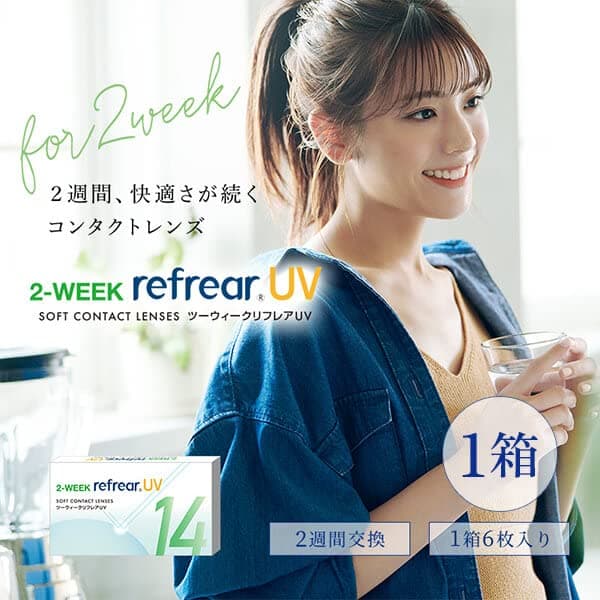 for 2week
2週間、快適さが続く
コンタクトレンズ
2-WEEK refrear® UV
SOFT CONTACT LENSES ツーウィークリフレアUV
1箱
2-WEEK refrear® UV
SOFT CONTACT LENSES
ツーウィークリフレアUV
14
2週間交換
1箱6枚入り